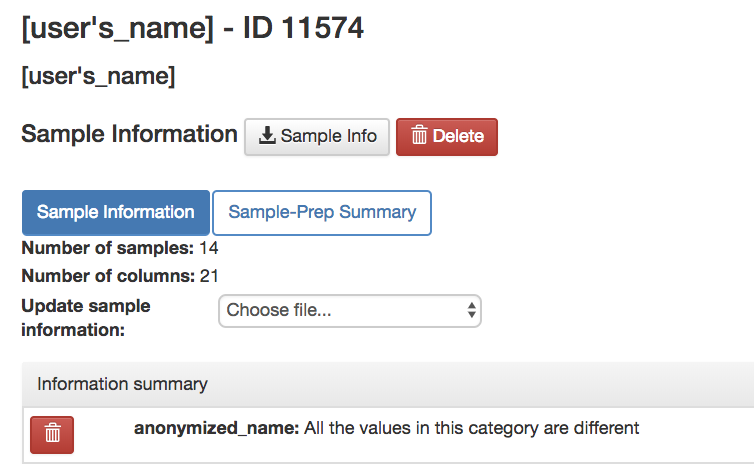 [user's_name] - ID 11574
[user's_name]
Sample Information Sample Info Delete
Sample Information Sample-Prep Summary
Number of samples: 14
Number of columns: 21
Update sample Choose file...
information:
Information summary
anonymized_name: All the values in this category are different